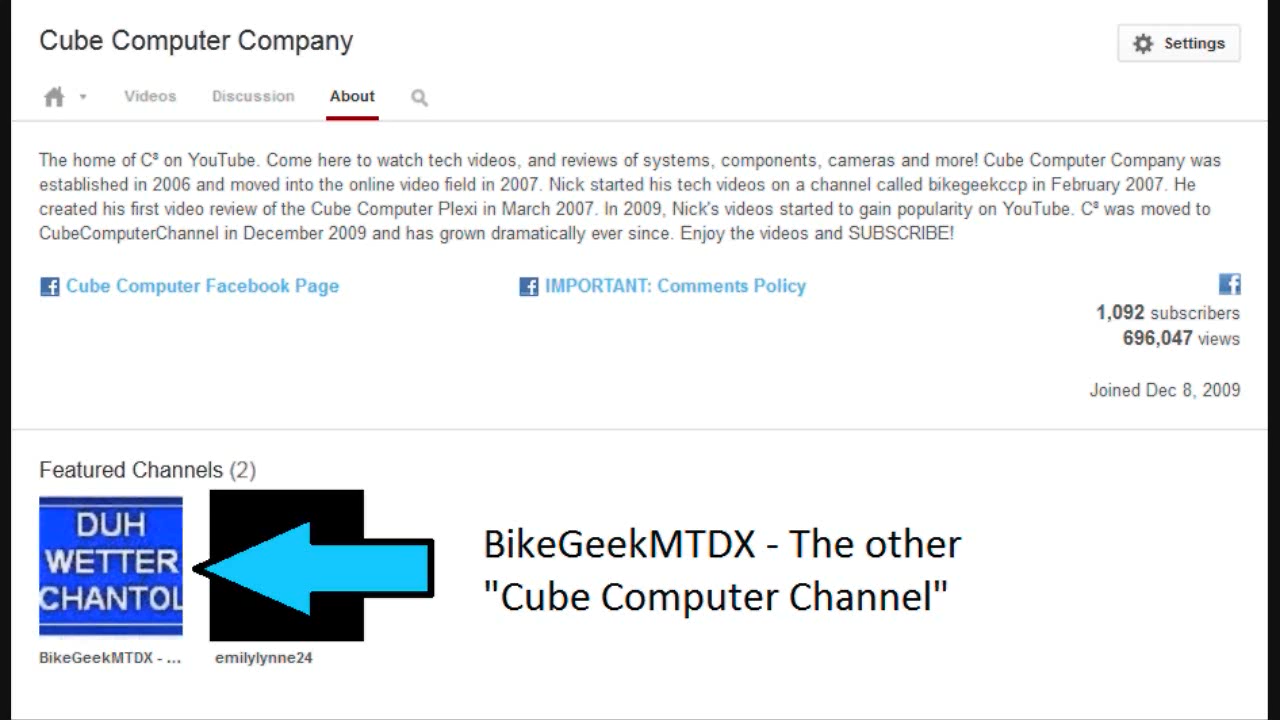 Cube Computer Company
Settings
Videos Discussion About
The home of C³ on YouTube. Come here to watch tech videos, and reviews of systems, components, cameras and more! Cube Computer Company was
established in 2006 and moved into the online video field in 2007. Nick started his tech videos on a channel called bikegeekccp in February 2007. He
created his first video review of the Cube Computer Plexi in March 2007. In 2009, Nick's videos started to gain popularity on YouTube. C³ was moved to
CubeComputerChannel in December 2009 and has grown dramatically ever since. Enjoy the videos and SUBSCRIBE!
Cube Computer Facebook Page
IMPORTANT: Comments Policy
1,092 subscribers
696,047 views
Joined Dec 8, 2009
Featured Channels (2)
DUH
WETTER
CHANTOL
BikeGeekMTDX - ...
emilylynne24
BikeGeekMTDX - The other
"Cube Computer Channel"